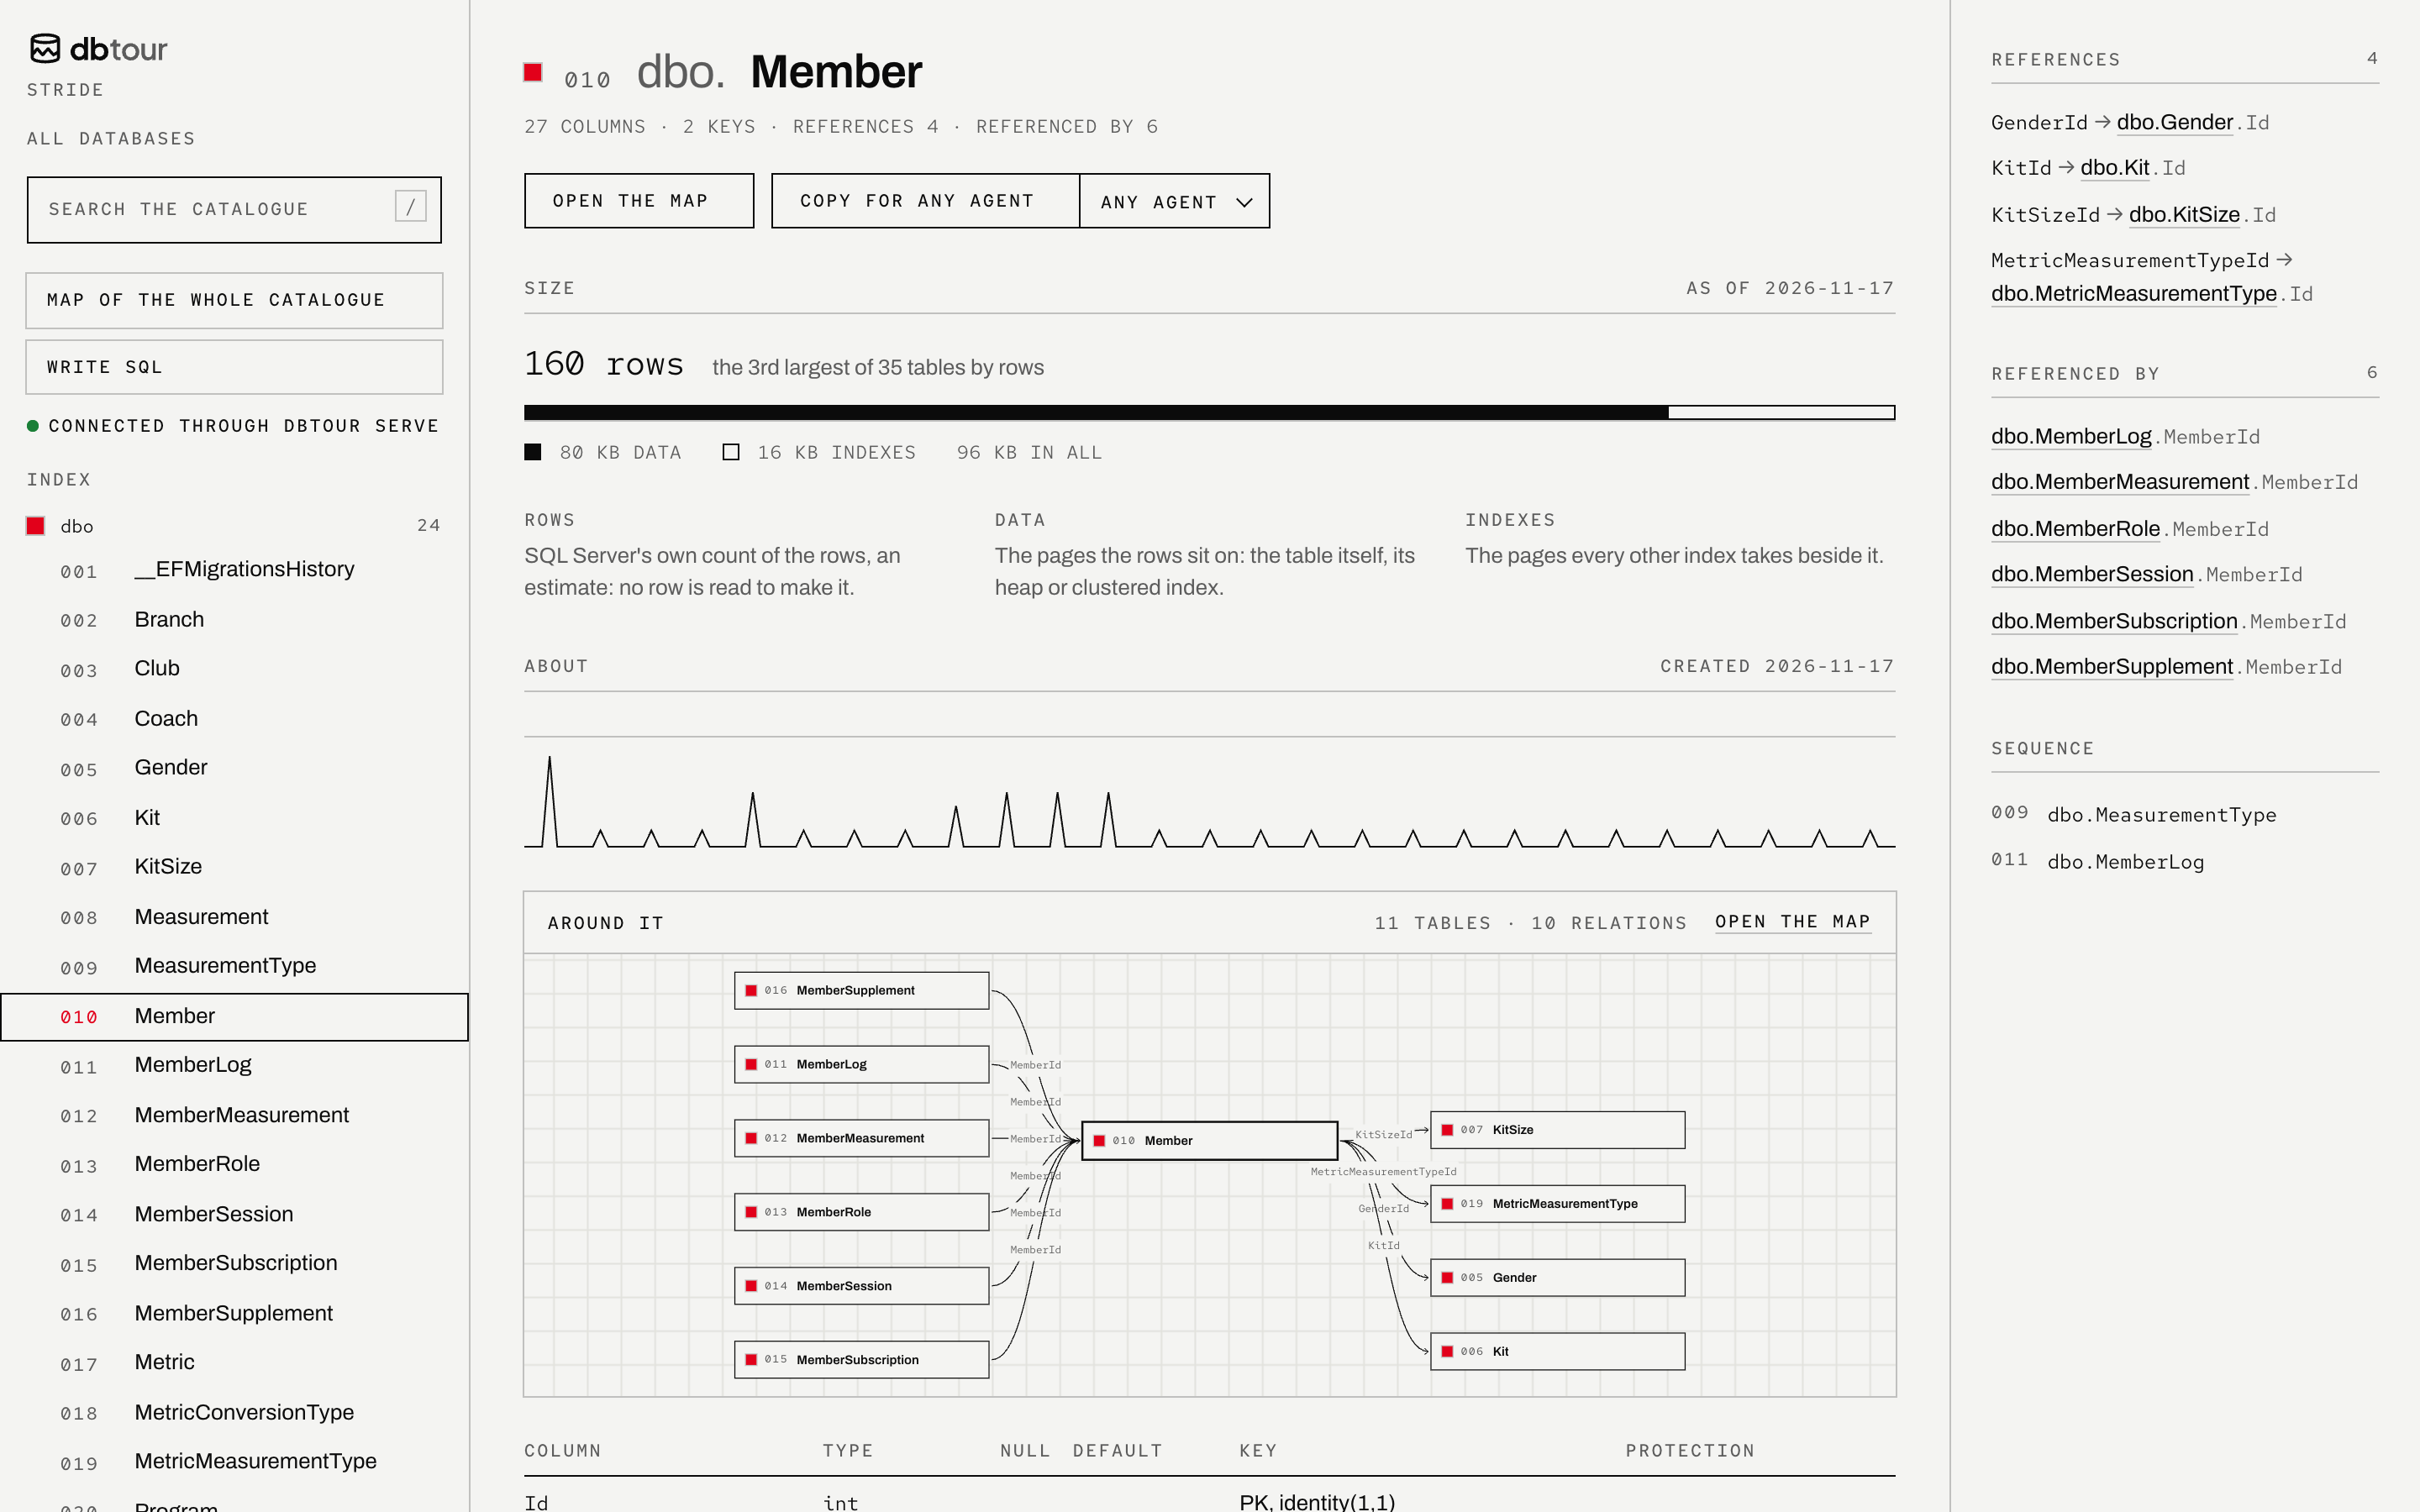 dbtour
STRIDE
ALL DATABASES
SEARCH THE CATALOGUE /
MAP OF THE WHOLE CATALOGUE
WRITE SQL
CONNECTED THROUGH DBTOUR SERVE
INDEX
dbo 24
001 __EFMigrationsHistory
002 Branch
003 Club
004 Coach
005 Gender
006 Kit
007 KitSize
008 Measurement
009 MeasurementType
010 Member
011 MemberLog
012 MemberMeasurement
013 MemberRole
014 MemberSession
015 MemberSubscription
016 MemberSupplement
017 Metric
018 MetricConversionType
019 MetricMeasurementType
020 Program
010 dbo. Member
27 COLUMNS · 2 KEYS · REFERENCES 4 · REFERENCED BY 6
OPEN THE MAP
COPY FOR ANY AGENT
ANY AGENT
SIZE AS OF 2026-11-17
160 rows the 3rd largest of 35 tables by rows
80 KB DATA 16 KB INDEXES 96 KB IN ALL
ROWS
SQL Server's own count of the rows, an
estimate: no row is read to make it.
DATA
The pages the rows sit on: the table itself, its
heap or clustered index.
INDEXES
The pages every other index takes beside it.
ABOUT CREATED 2026-11-17
AROUND IT 11 TABLES · 10 RELATIONS OPEN THE MAP
016 MemberSupplement
011 MemberLog
012 MemberMeasurement
013 MemberRole
014 MemberSession
015 MemberSubscription
MemberId
MemberId
MemberId
MemberId
MemberId
MemberId
010 Member
KitSizeId
MetricMeasurementTypeId
GenderId
KitId
007 KitSize
019 MetricMeasurementType
005 Gender
006 Kit
COLUMN TYPE NULL DEFAULT KEY PROTECTION
Id int PK, identity(1,1)
REFERENCES 4
GenderId → dbo.Gender.Id
KitId → dbo.Kit.Id
KitSizeId → dbo.KitSize.Id
MetricMeasurementTypeId →
dbo.MetricMeasurementType.Id
REFERENCED BY 6
dbo.MemberLog.MemberId
dbo.MemberMeasurement.MemberId
dbo.MemberRole.MemberId
dbo.MemberSession.MemberId
dbo.MemberSubscription.MemberId
dbo.MemberSupplement.MemberId
SEQUENCE
009 dbo.MeasurementType
011 dbo.MemberLog